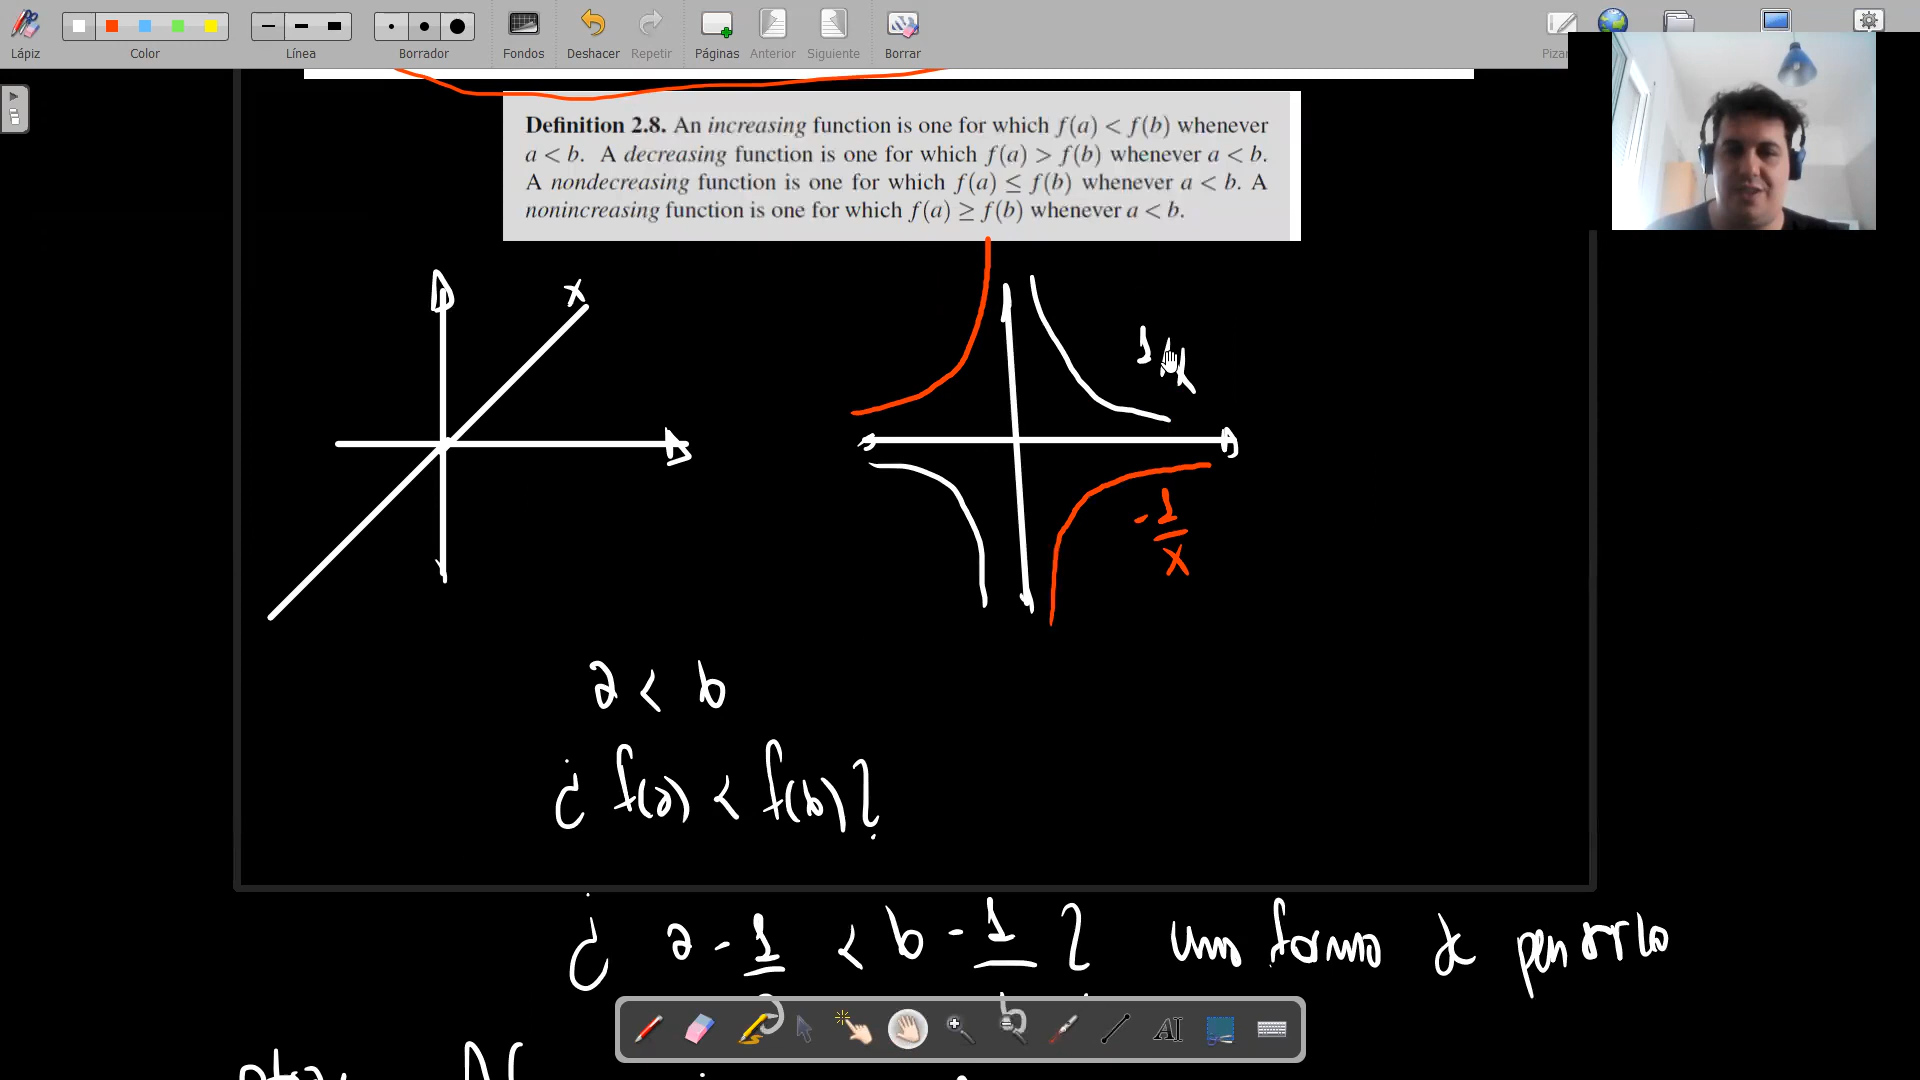 Lápiz Color Línea Borrador Fondos Deshacer Repetir Páginas Anterior Siguiente Borrar
Definition 2.8. An increasing function is one for which f(a) < f(b) whenever
a < b. A decreasing function is one for which f(a) > f(b) whenever a < b.
A nondecreasing function is one for which f(a) ≤ f(b) whenever a < b. A
nonincreasing function is one for which f(a) ≥ f(b) whenever a < b.
x
-1/x
a < b
¿ f(a) < f(b)?
¿ a - 1/a < b - 1/b ? una forma de pensarlo
AI